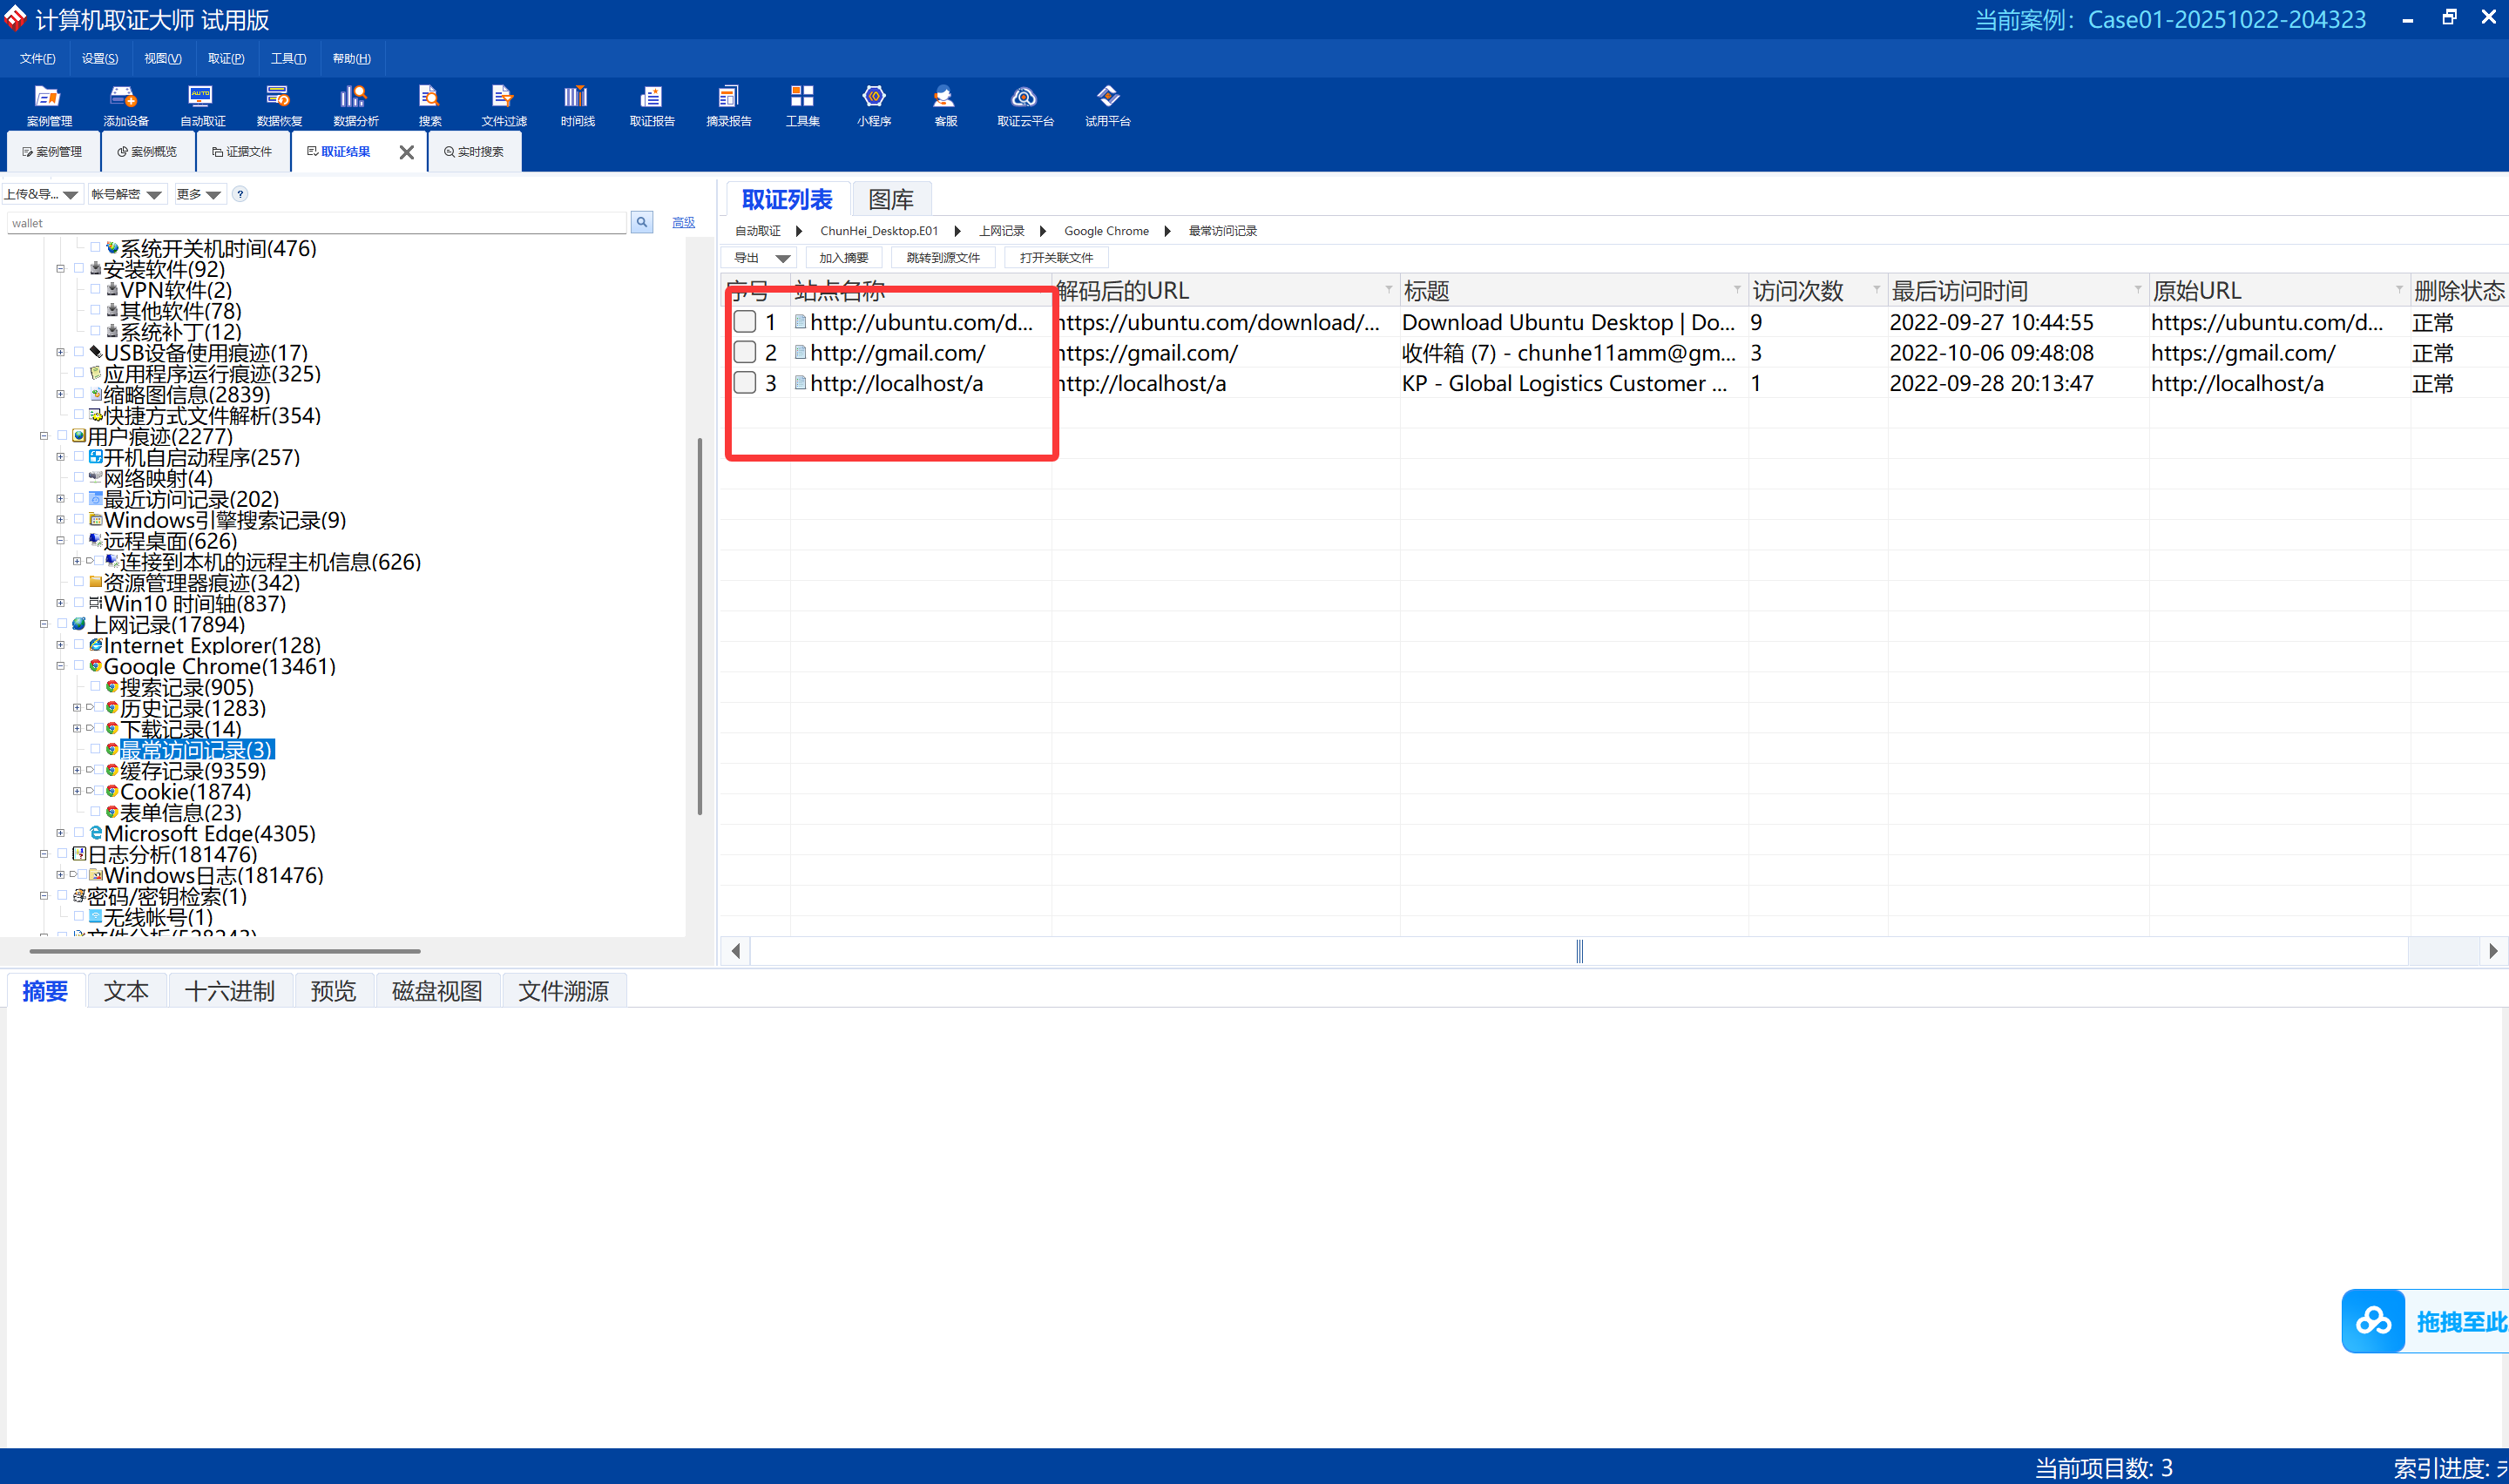 计算机取证大师 试用版
当前案例：Case01-20251022-204323
文件(F) 设置(S) 视图(V) 取证(P) 工具(T) 帮助(H)
案例管理 添加设备 自动取证 数据恢复 数据分析 搜索 文件过滤 时间线 取证报告 摘录报告 工具集 小程序 客服 取证云平台 试用平台
案例管理 案例概览 证据文件 取证结果 实时搜索
上传&导... 帐号解密 更多 ?
wallet 高级
系统开关机时间(476)
安装软件(92)
VPN软件(2)
其他软件(78)
系统补丁(12)
USB设备使用痕迹(17)
应用程序运行痕迹(325)
缩略图信息(2839)
快捷方式文件解析(354)
用户痕迹(2277)
开机自启动程序(257)
网络映射(4)
最近访问记录(202)
Windows引擎搜索记录(9)
远程桌面(626)
连接到本机的远程主机信息(626)
资源管理器痕迹(342)
Win10 时间轴(837)
上网记录(17894)
Internet Explorer(128)
Google Chrome(13461)
搜索记录(905)
历史记录(1283)
下载记录(14)
最常访问记录(3)
缓存记录(9359)
Cookie(1874)
表单信息(23)
Microsoft Edge(4305)
日志分析(181476)
Windows日志(181476)
密码/密钥检索(1)
无线帐号(1)
取证列表 图库
自动取证 ChunHei_Desktop.E01 上网记录 Google Chrome 最常访问记录
导出 加入摘要 跳转到源文件 打开关联文件
序号 站点名称 解码后的URL 标题 访问次数 最后访问时间 原始URL 删除状态
1 http://ubuntu.com/d... https://ubuntu.com/download/... Download Ubuntu Desktop | Do... 9 2022-09-27 10:44:55 https://ubuntu.com/d... 正常
2 http://gmail.com/ https://gmail.com/ 收件箱 (7) - chunhe11amm@gm... 3 2022-10-06 09:48:08 https://gmail.com/ 正常
3 http://localhost/a http://localhost/a KP - Global Logistics Customer ... 1 2022-09-28 20:13:47 http://localhost/a 正常
摘要 文本 十六进制 预览 磁盘视图 文件溯源
拖拽至此
当前项目数: 3
索引进度: